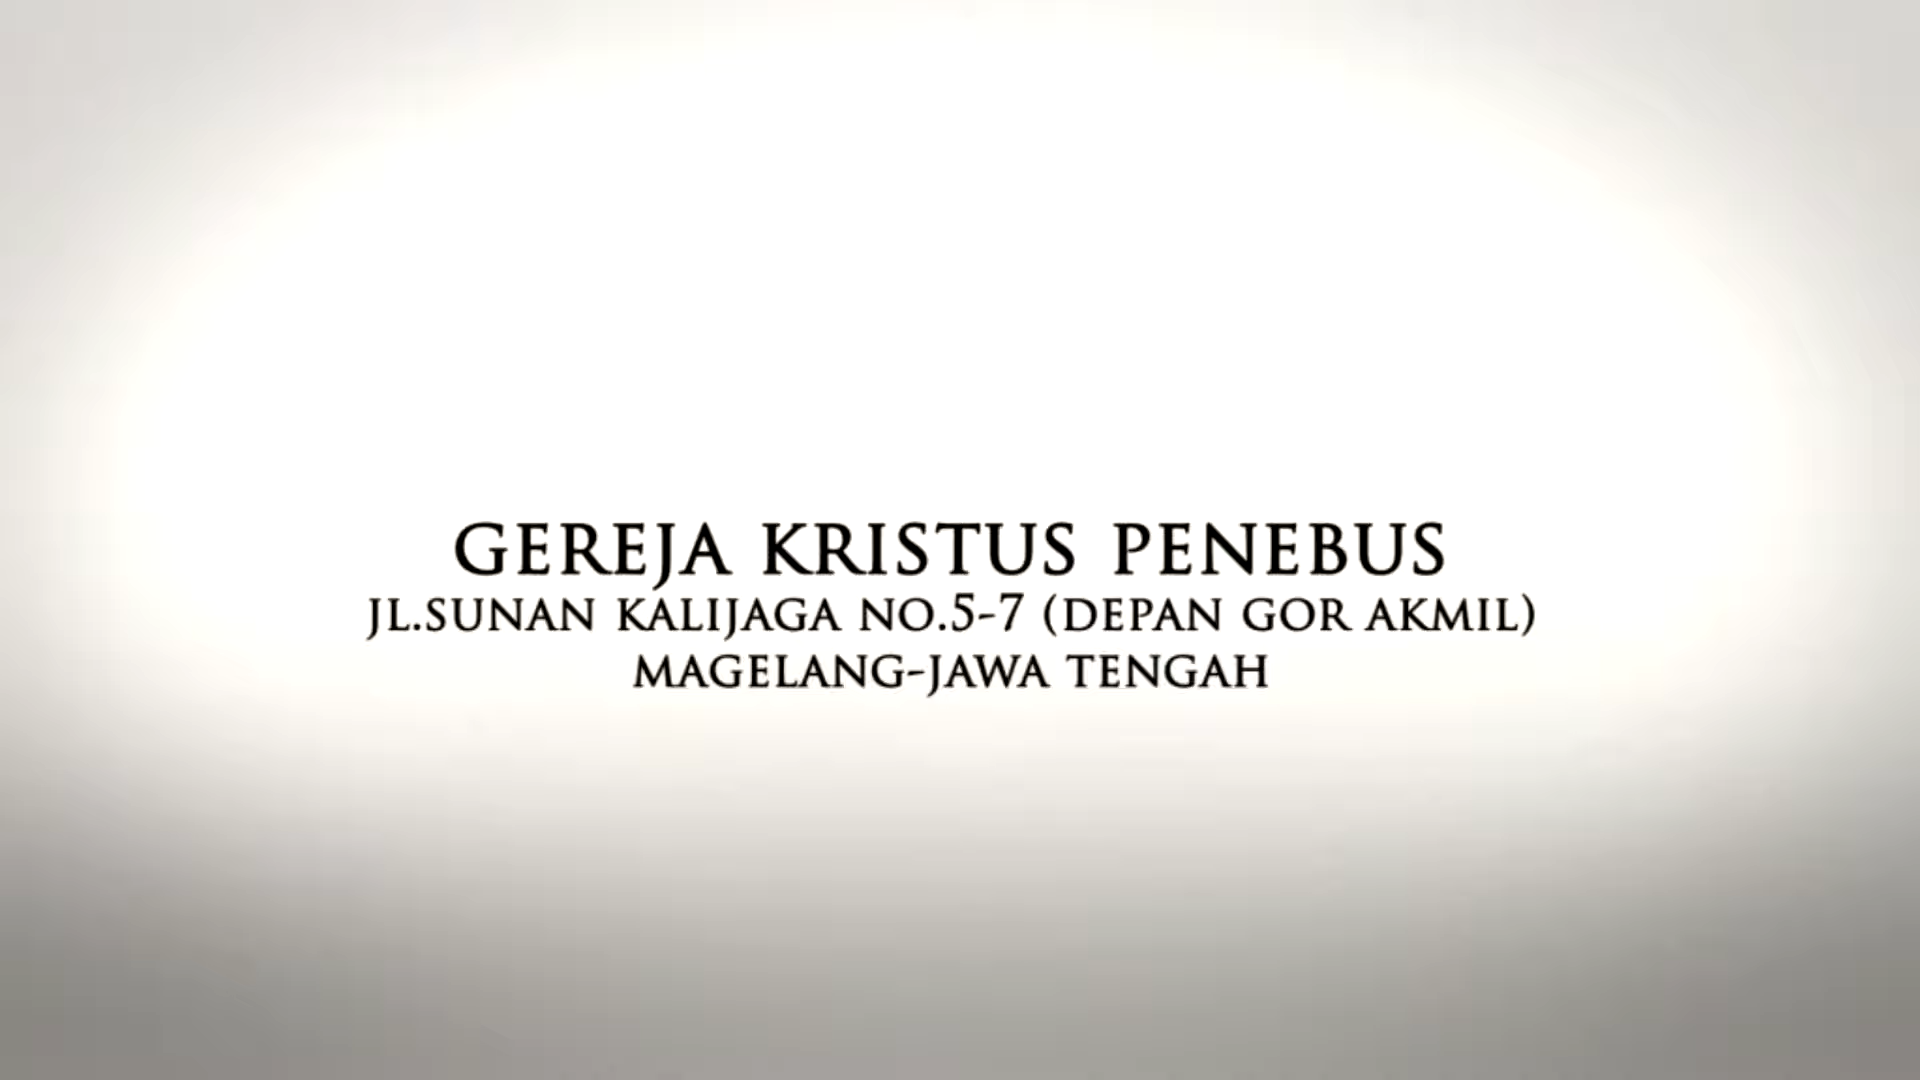 GEREJA KRISTUS PENEBUS
JL.SUNAN KALIJAGA NO.5-7 (DEPAN GOR AKMIL)
MAGELANG-JAWA TENGAH